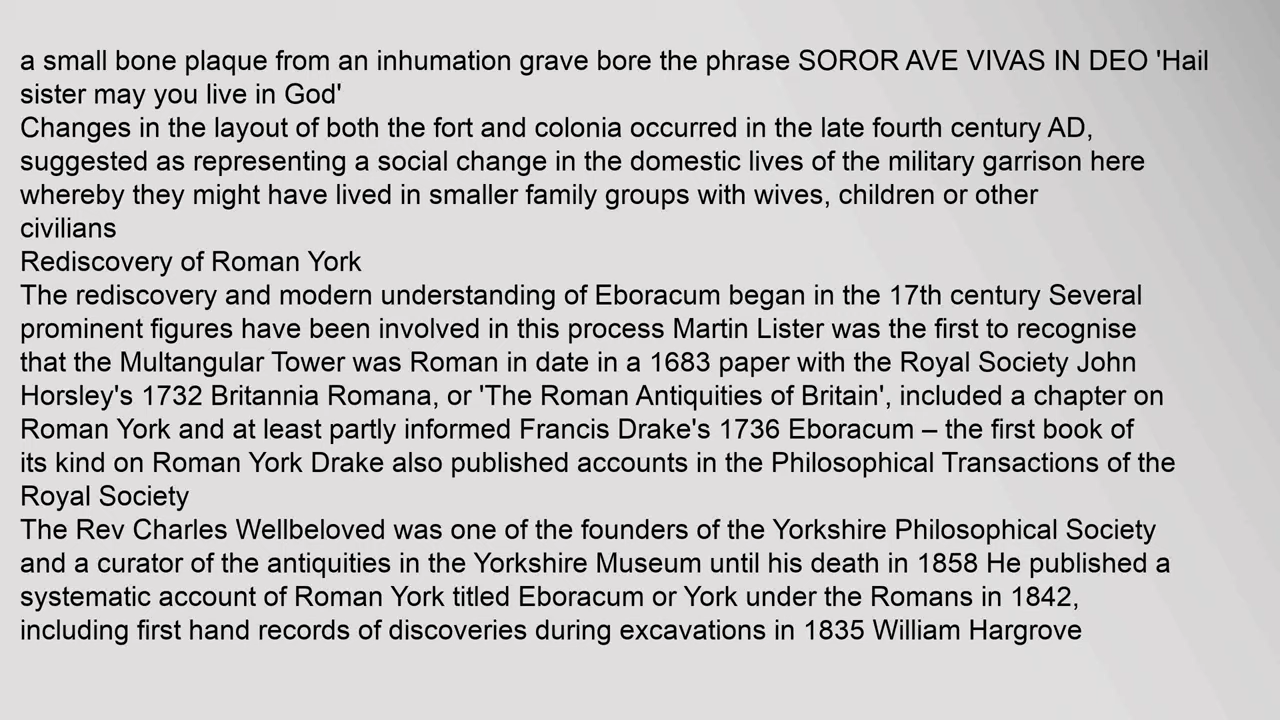 a small bone plaque from an inhumation grave bore the phrase SOROR AVE VIVAS IN DEO 'Hail
sister may you live in God'
Changes in the layout of both the fort and colonia occurred in the late fourth century AD,
suggested as representing a social change in the domestic lives of the military garrison here
whereby they might have lived in smaller family groups with wives, children or other
civilians
Rediscovery of Roman York
The rediscovery and modern understanding of Eboracum began in the 17th century Several
prominent figures have been involved in this process Martin Lister was the first to recognise
that the Multangular Tower was Roman in date in a 1683 paper with the Royal Society John
Horsley's 1732 Britannia Romana, or 'The Roman Antiquities of Britain', included a chapter on
Roman York and at least partly informed Francis Drake's 1736 Eboracum – the first book of
its kind on Roman York Drake also published accounts in the Philosophical Transactions of the
Royal Society
The Rev Charles Wellbeloved was one of the founders of the Yorkshire Philosophical Society
and a curator of the antiquities in the Yorkshire Museum until his death in 1858 He published a
systematic account of Roman York titled Eboracum or York under the Romans in 1842,
including first hand records of discoveries during excavations in 1835 William Hargrove